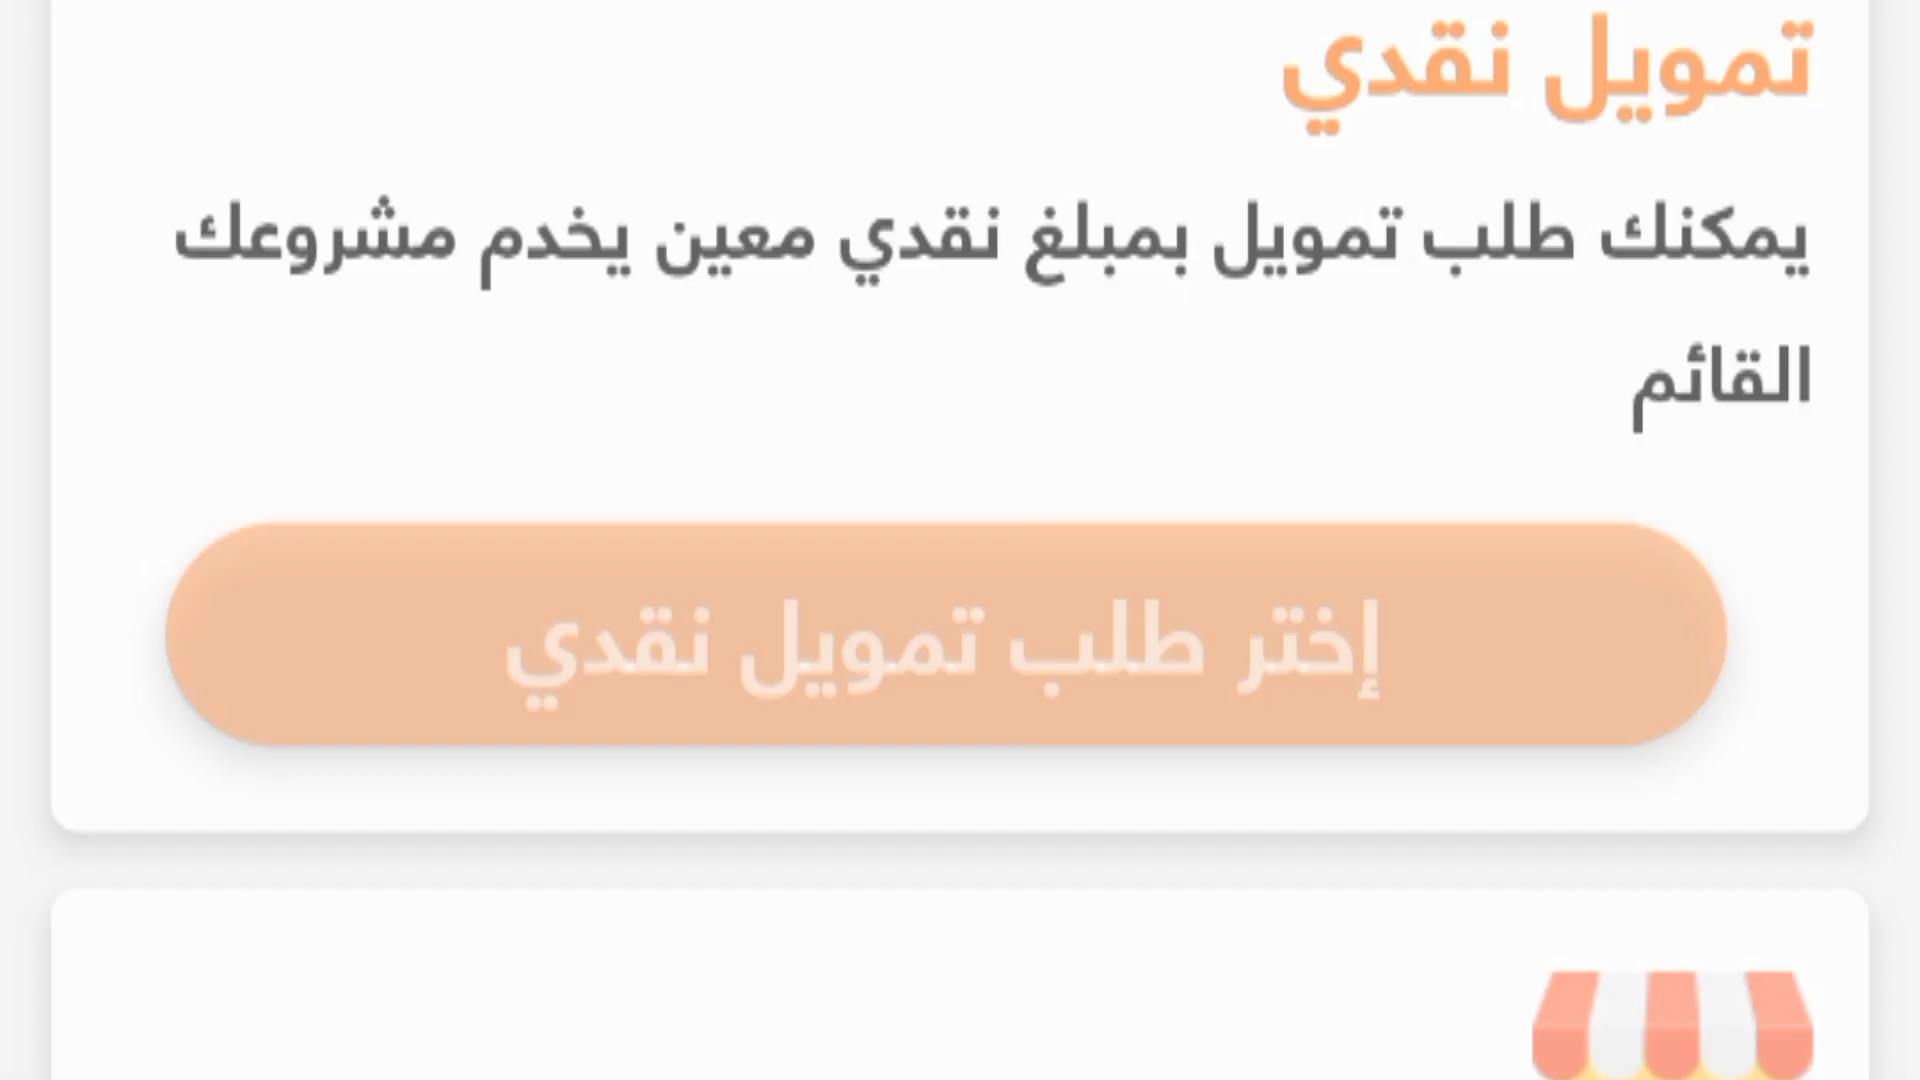 تمويل نقدي
يمكنك طلب تمويل بمبلغ نقدي معين يخدم مشروعك
القائم
إختر طلب تمويل نقدي